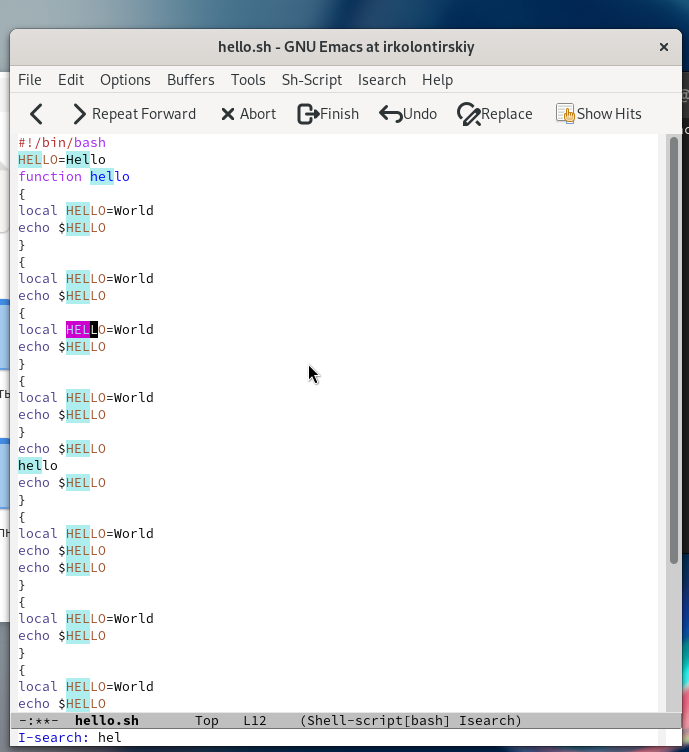 hello.sh - GNU Emacs at irkolontirskiy
File Edit Options Buffers Tools Sh-Script Isearch Help
Repeat Forward Abort Finish Undo Replace Show Hits
#!/bin/bash
HELLO=Hello
function hello
{
local HELLO=World
echo $HELLO
}
{
local HELLO=World
echo $HELLO
{
local HELLO=World
echo $HELLO
}
{
local HELLO=World
echo $HELLO
}
echo $HELLO
hello
echo $HELLO
}
{
local HELLO=World
echo $HELLO
echo $HELLO
}
{
local HELLO=World
echo $HELLO
}
{
local HELLO=World
echo $HELLO
-:**- hello.sh Top L12 (Shell-script[bash] Isearch)
I-search: hel